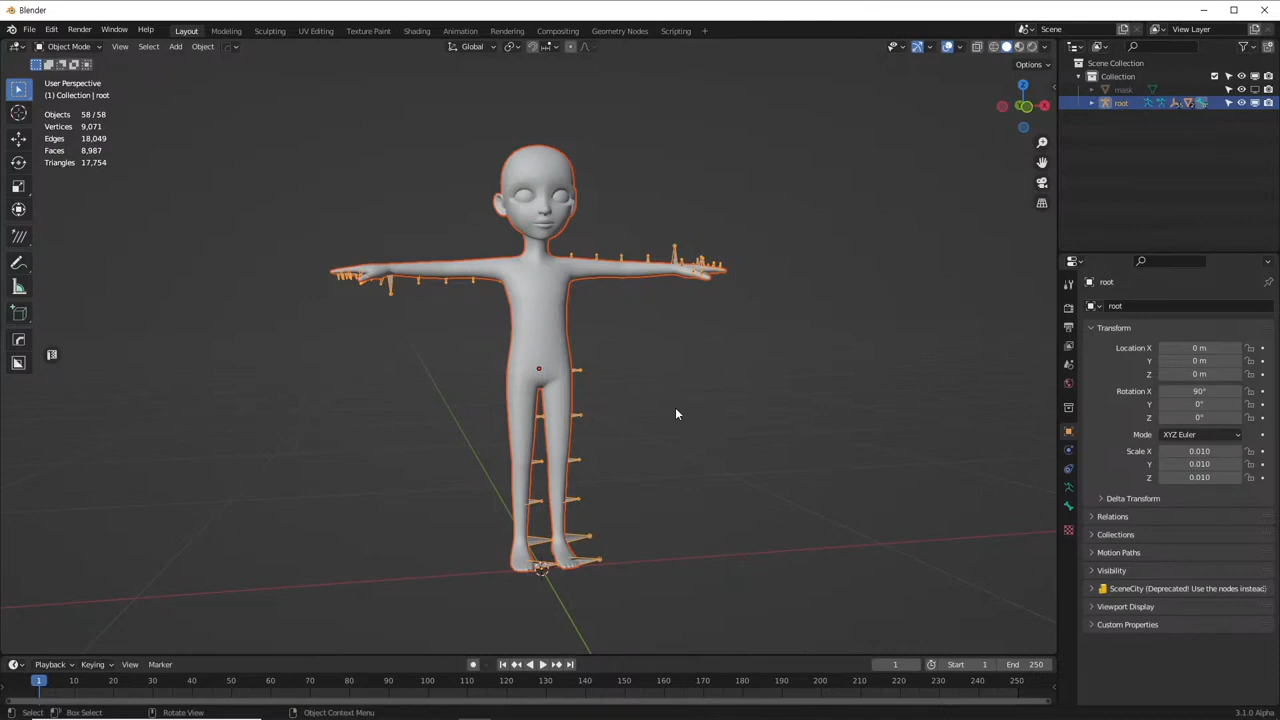 Blender
File Edit Render Window Help
Layout Modeling Sculpting UV Editing Texture Paint Shading Animation Rendering Compositing Geometry Nodes Scripting +
Scene
View Layer
Object Mode View Select Add Object
Global
Options
User Perspective
(1) Collection | root
Objects 58 / 58
Vertices 9,071
Edges 18,049
Faces 8,987
Triangles 17,754
Z
X
Scene Collection
Collection
mask
root
root
root
Transform
Location X 0 m
Y 0 m
Z 0 m
Rotation X 90°
Y 0°
Z 0°
Mode XYZ Euler
Scale X 0.010
Y 0.010
Z 0.010
Delta Transform
Relations
Collections
Motion Paths
Visibility
SceneCity (Deprecated! Use the nodes instead)
Viewport Display
Custom Properties
Playback Keying View Marker
1
Start 1
End 250
1 10 20 30 40 50 60 70 80 90 100 110 120 130 140 150 160 170 180 190 200 210 220 230 240 250
Select Box Select Rotate View Object Context Menu
3.1.0 Alpha